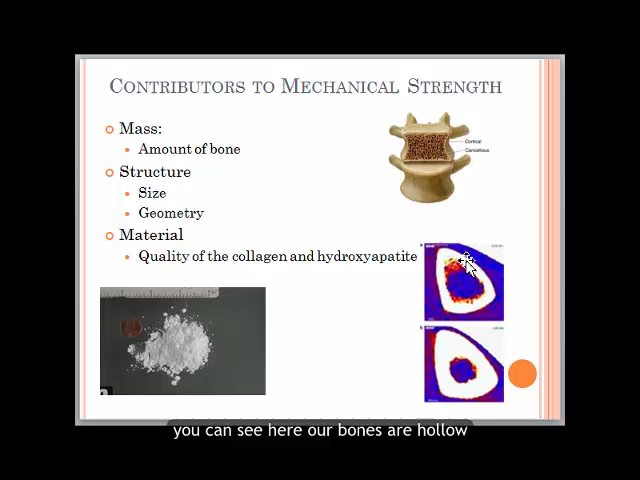 CONTRIBUTORS TO MECHANICAL STRENGTH
Mass:
Amount of bone
Cortical
Cancellous
Structure
Size
Geometry
Material
Quality of the collagen and hydroxyapatite
you can see here our bones are hollow